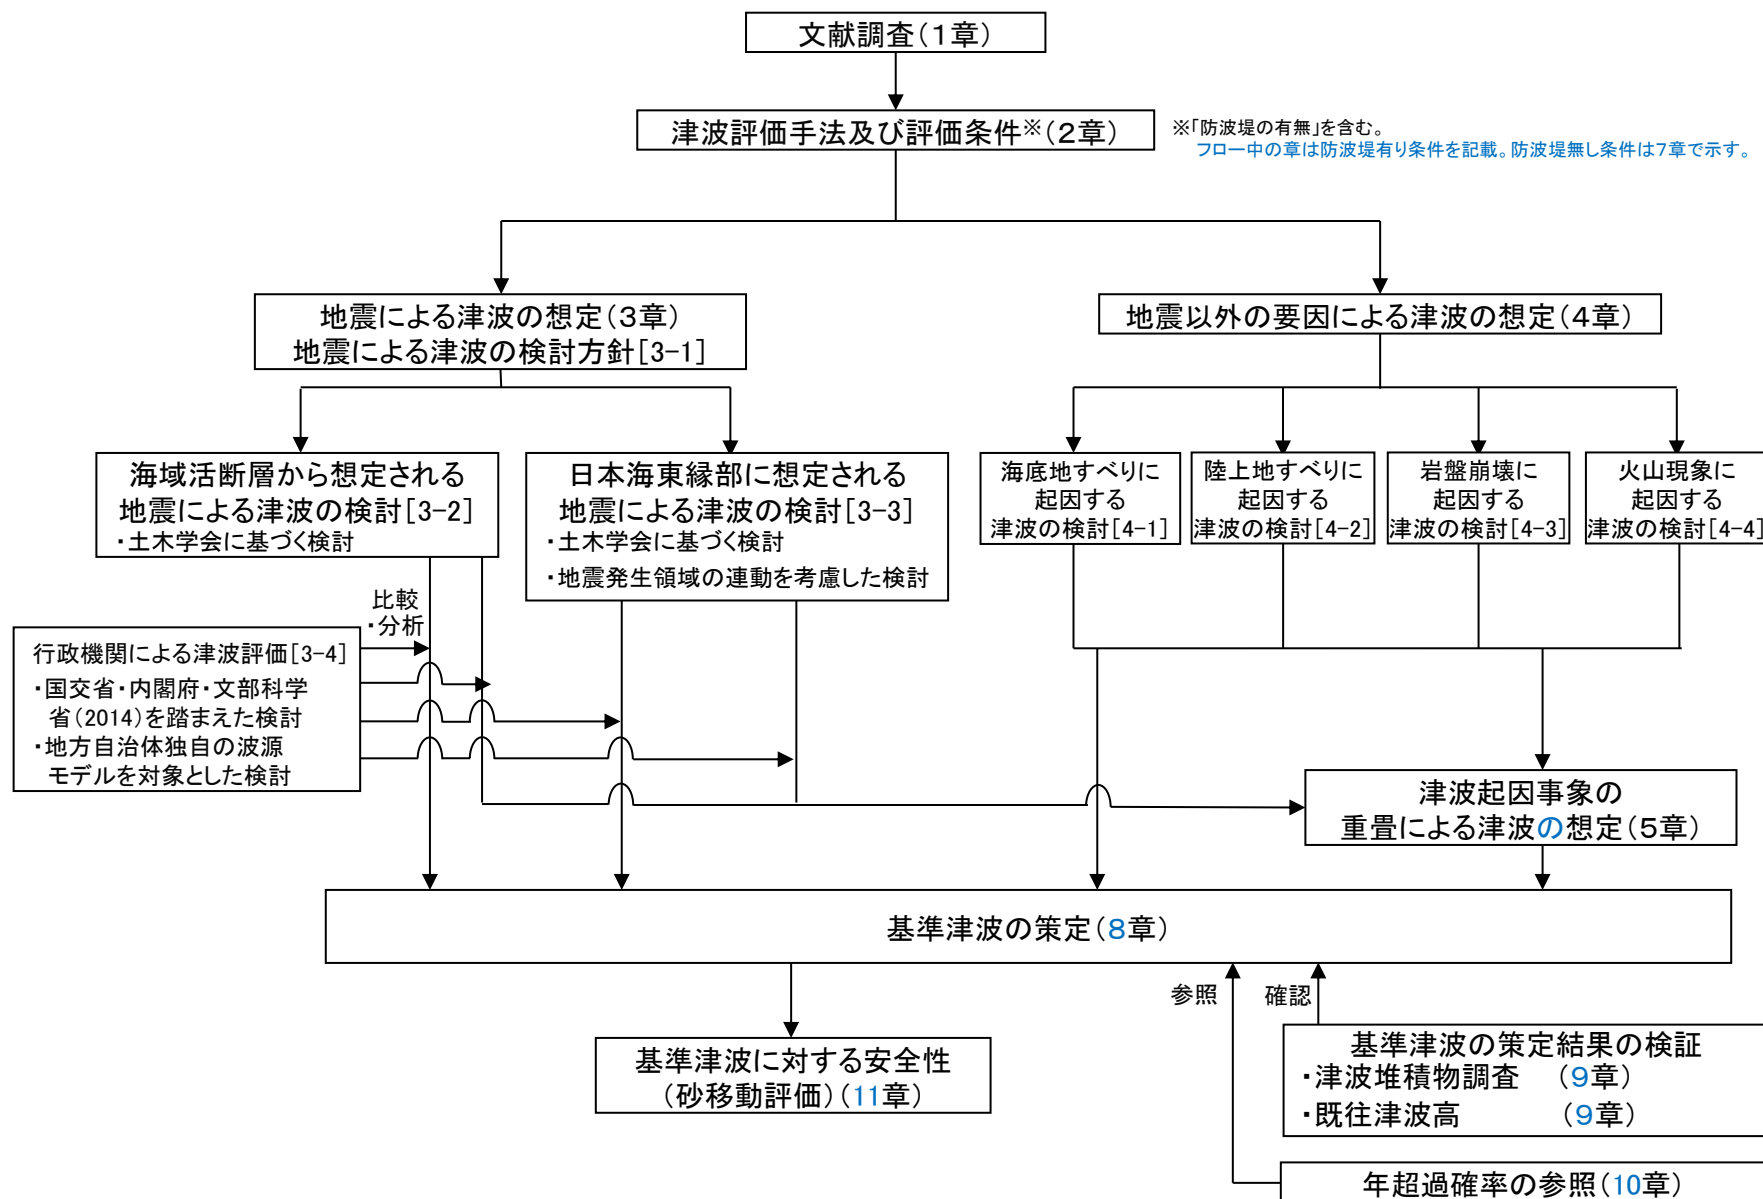 文献調査(1章)
津波評価手法及び評価条件※(2章)
※「防波堤の有無」を含む。
フロー中の章は防波堤有り条件を記載。防波堤無し条件は7章で示す。
地震による津波の想定(3章)
地震による津波の検討方針[3-1]
地震以外の要因による津波の想定(4章)
海域活断層から想定される
地震による津波の検討[3-2]
・土木学会に基づく検討
日本海東縁部に想定される
地震による津波の検討[3-3]
・土木学会に基づく検討
・地震発生領域の連動を考慮した検討
海底地すべりに
起因する
津波の検討[4-1]
陸上地すべりに
起因する
津波の検討[4-2]
岩盤崩壊に
起因する
津波の検討[4-3]
火山現象に
起因する
津波の検討[4-4]
比較
・分析
行政機関による津波評価[3-4]
・国交省・内閣府・文部科学
省(2014)を踏まえた検討
・地方自治体独自の波源
モデルを対象とした検討
津波起因事象の
重畳による津波の想定(5章)
基準津波の策定(8章)
参照
確認
基準津波に対する安全性
(砂移動評価)(11章)
基準津波の策定結果の検証
・津波堆積物調査 (9章)
・既往津波高 (9章)
年超過確率の参照(10章)